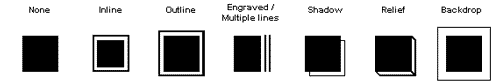 None
Inline
Outline
Engraved /
Multiple lines
Shadow
Relief
Backdrop